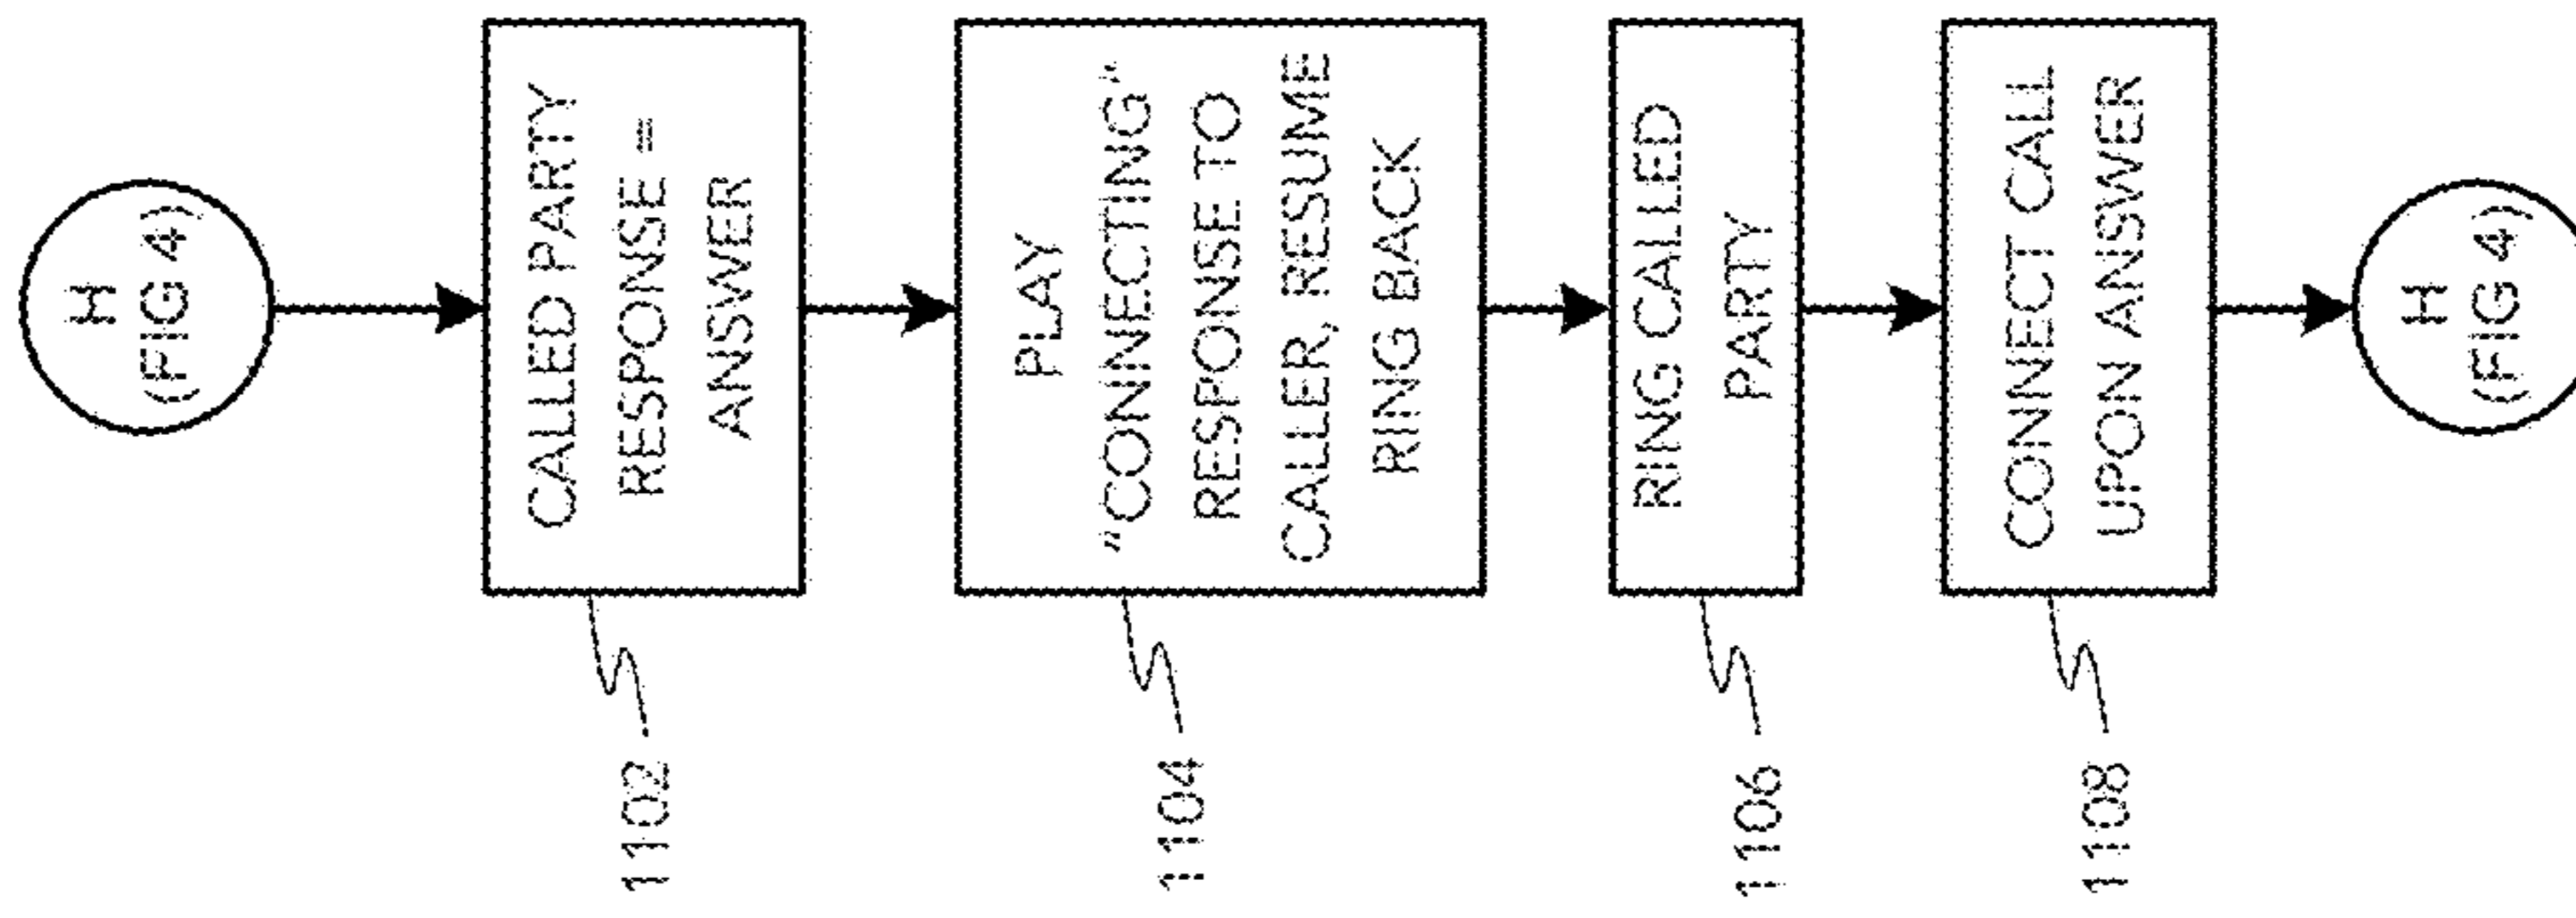 H
(FIG 4)
CALLED PARTY
RESPONSE =
ANSWER
1102
PLAY
"CONNECTING"
RESPONSE TO
CALLER, RESUME
RING BACK
1104
RING CALLED
PARTY
1106
CONNECT CALL
UPON ANSWER
1108
H
(FIG 4)